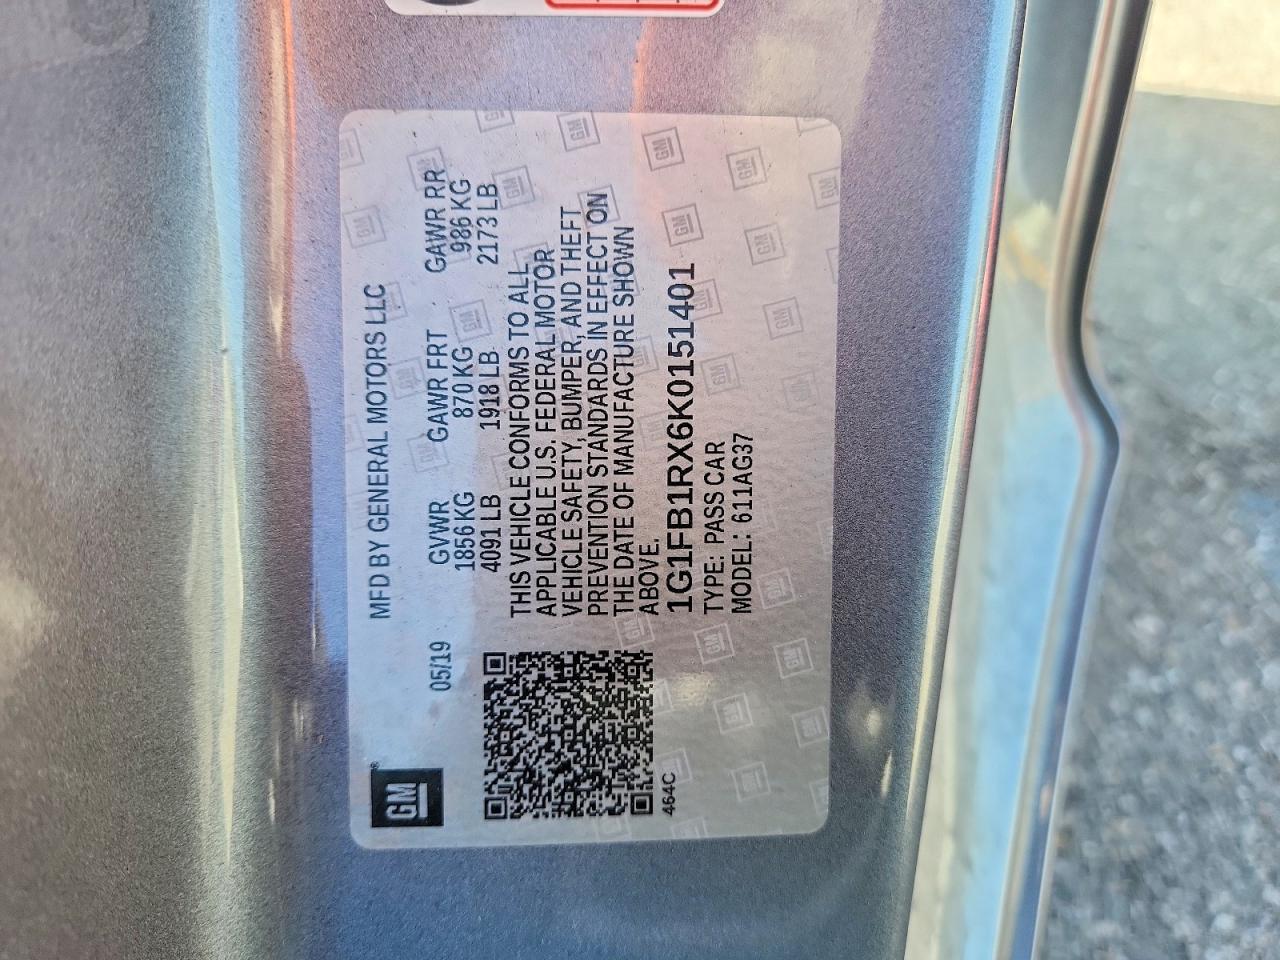 MFD BY GENERAL MOTORS LLC
05/19 GVWR GAWR FRT GAWR RR
1856 KG 870 KG 986 KG
4091 LB 1918 LB 2173 LB
THIS VEHICLE CONFORMS TO ALL
APPLICABLE U.S. FEDERAL MOTOR
VEHICLE SAFETY, BUMPER, AND THEFT
PREVENTION STANDARDS IN EFFECT ON
THE DATE OF MANUFACTURE SHOWN
ABOVE.
1G1FB1RX6K0151401
TYPE: PASS CAR
MODEL: 611AG37
GM
464C